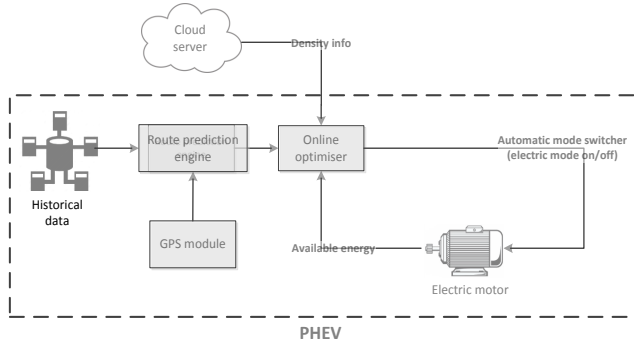 Cloud
server
Density info
Route prediction
engine
Online
optimiser
Automatic mode switcher
(electric mode on/off)
Historical
data
GPS module
Available energy
Electric motor
PHEV